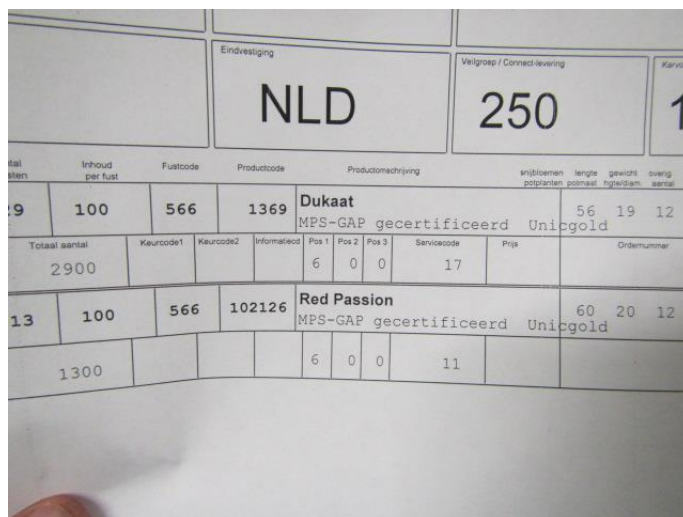 Eindvestiging
Veilgroep / Connect-levering
NLD
250
Inhoud per fust
Fustcode
Productcode
Productomschrijving
snijbloemen potplanten
lengte potmaat
gewicht hgte/diam.
overig aantal
100 566 1369 Dukaat 56 19 12
MPS-GAP gecertificeerd Unicgold
Totaal aantal Keurcode1 Keurcode2 Informatiecd Pos 1 Pos 2 Pos 3 Servicecode Prijs Ordernummer
2900 6 0 0 17
13 100 566 102126 Red Passion 60 20 12
MPS-GAP gecertificeerd Unicgold
1300 6 0 0 11